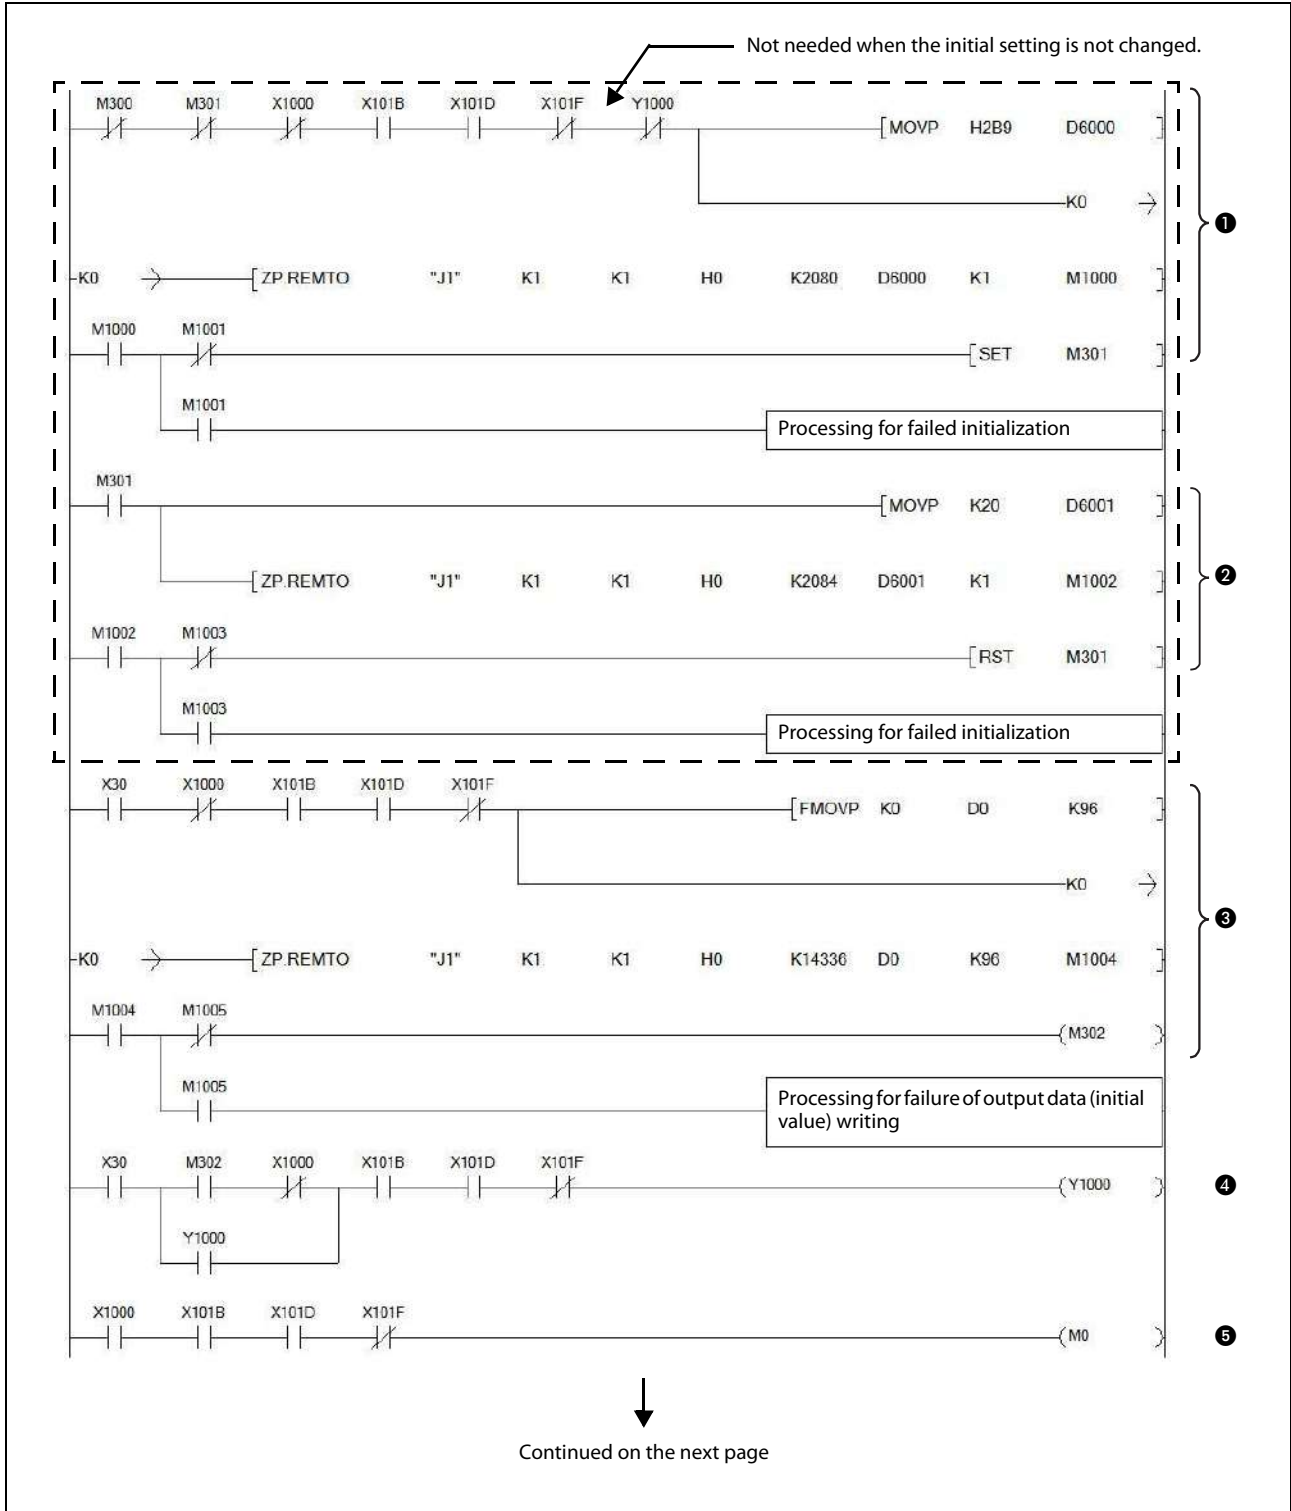 Not needed when the initial setting is not changed.
M300 M301 X1000 X101B X101D X101F Y1000
[MOVP H2B9 D6000 ]
K0
❶
K0 [ZP.REMTO "J1" K1 K1 H0 K2080 D6000 K1 M1000 ]
M1000 M1001
[SET M301 ]
M1001
Processing for failed initialization
M301
[MOVP K20 D6001 ]
❷
[ZP.REMTO "J1" K1 K1 H0 K2084 D6001 K1 M1002 ]
M1002 M1003
[RST M301 ]
M1003
Processing for failed initialization
X30 X1000 X101B X101D X101F
[FMOVP K0 D0 K96 ]
K0
❸
K0 [ZP.REMTO "J1" K1 K1 H0 K14336 D0 K96 M1004 ]
M1004 M1005
(M302 )
M1005
Processing for failure of output data (initial
value) writing
X30 M302 X1000 X101B X101D X101F
(Y1000 )
❹
Y1000
X1000 X101B X101D X101F
(M0 )
❺
Continued on the next page